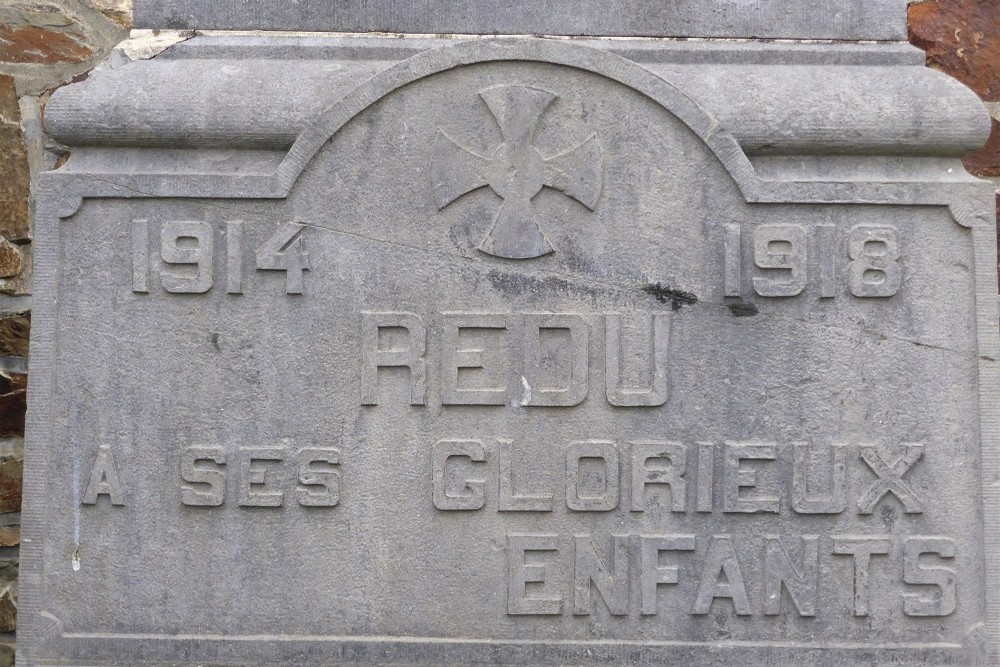 1914 1918
REDU
A SES GLORIEUX
ENFANTS